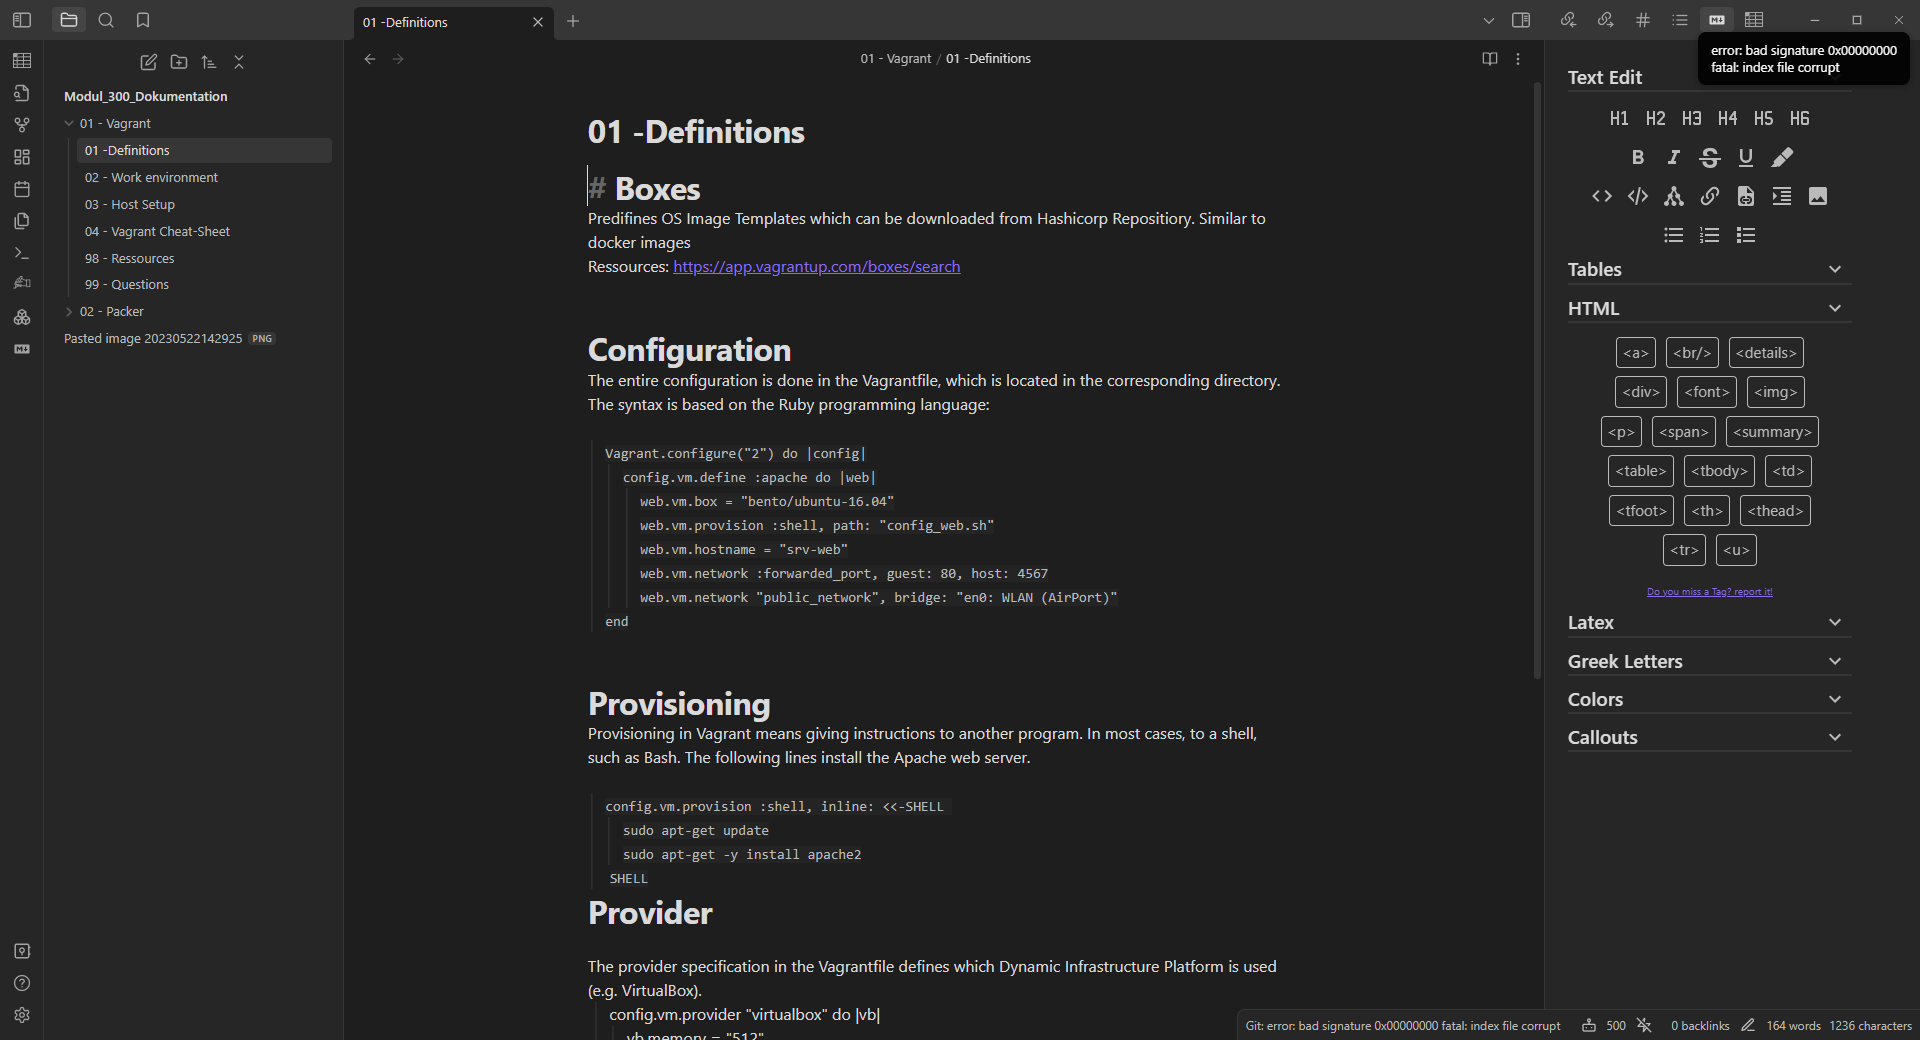 01 -Definitions
error: bad signature 0x00000000
fatal: index file corrupt
Modul_300_Dokumentation
01 - Vagrant
01 -Definitions
02 - Work environment
03 - Host Setup
04 - Vagrant Cheat-Sheet
98 - Ressources
99 - Questions
02 - Packer
Pasted image 20230522142925 PNG
01 - Vagrant / 01 -Definitions
01 -Definitions
# Boxes
Predifines OS Image Templates which can be downloaded from Hashicorp Repositiory. Similar to
docker images
Ressources: https://app.vagrantup.com/boxes/search
Configuration
The entire configuration is done in the Vagrantfile, which is located in the corresponding directory.
The syntax is based on the Ruby programming language:
Vagrant.configure("2") do |config|
config.vm.define :apache do |web|
web.vm.box = "bento/ubuntu-16.04"
web.vm.provision :shell, path: "config_web.sh"
web.vm.hostname = "srv-web"
web.vm.network :forwarded_port, guest: 80, host: 4567
web.vm.network "public_network", bridge: "en0: WLAN (AirPort)"
end
Provisioning
Provisioning in Vagrant means giving instructions to another program. In most cases, to a shell,
such as Bash. The following lines install the Apache web server.
config.vm.provision :shell, inline: <<-SHELL
sudo apt-get update
sudo apt-get -y install apache2
SHELL
Provider
The provider specification in the Vagrantfile defines which Dynamic Infrastructure Platform is used
(e.g. VirtualBox).
config.vm.provider "virtualbox" do |vb|
vb.memory = "512"
Text Edit
H1 H2 H3 H4 H5 H6
B I S U
Tables
HTML
<a> <br/> <details>
<div> <font> <img>
<p> <span> <summary>
<table> <tbody> <td>
<tfoot> <th> <thead>
<tr> <u>
Do you miss a Tag? report it!
Latex
Greek Letters
Colors
Callouts
Git: error: bad signature 0x00000000 fatal: index file corrupt 500 0 backlinks 164 words 1236 characters